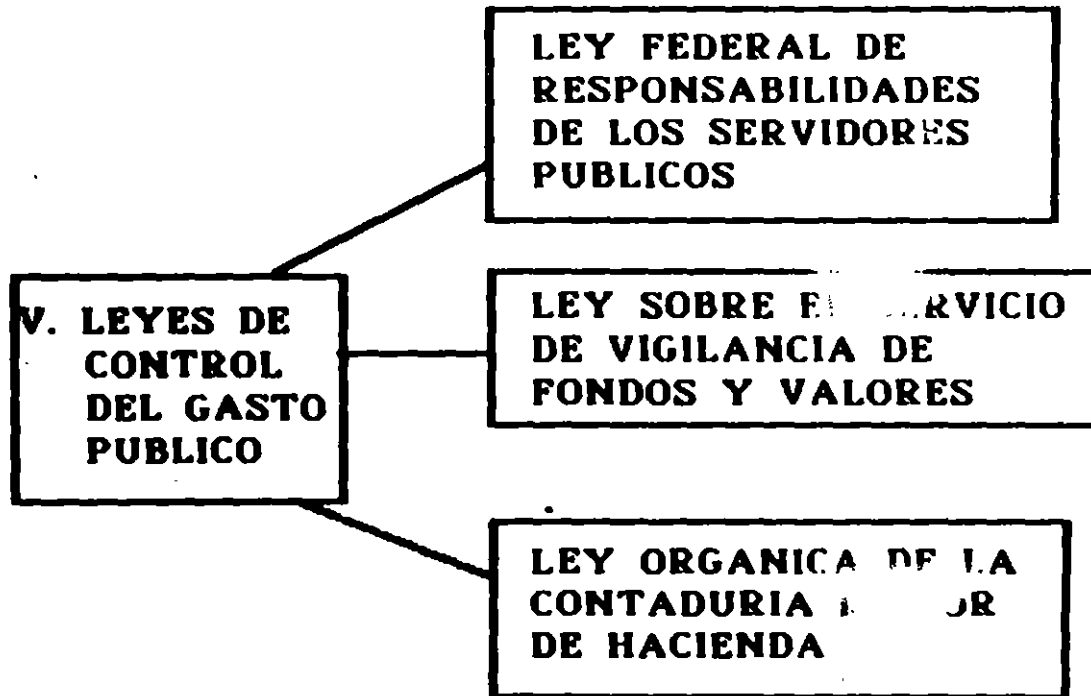 LEY FEDERAL DE
RESPONSABILIDADES
DE LOS SERVIDORES
PUBLICOS
V. LEYES DE
CONTROL
DEL GASTO
PUBLICO
LEY SOBRE
DE VIGILANCIA DE
FONDOS Y VALORES
LEY ORGANICA DE LA
CONTADURIA
DE HACIENDA